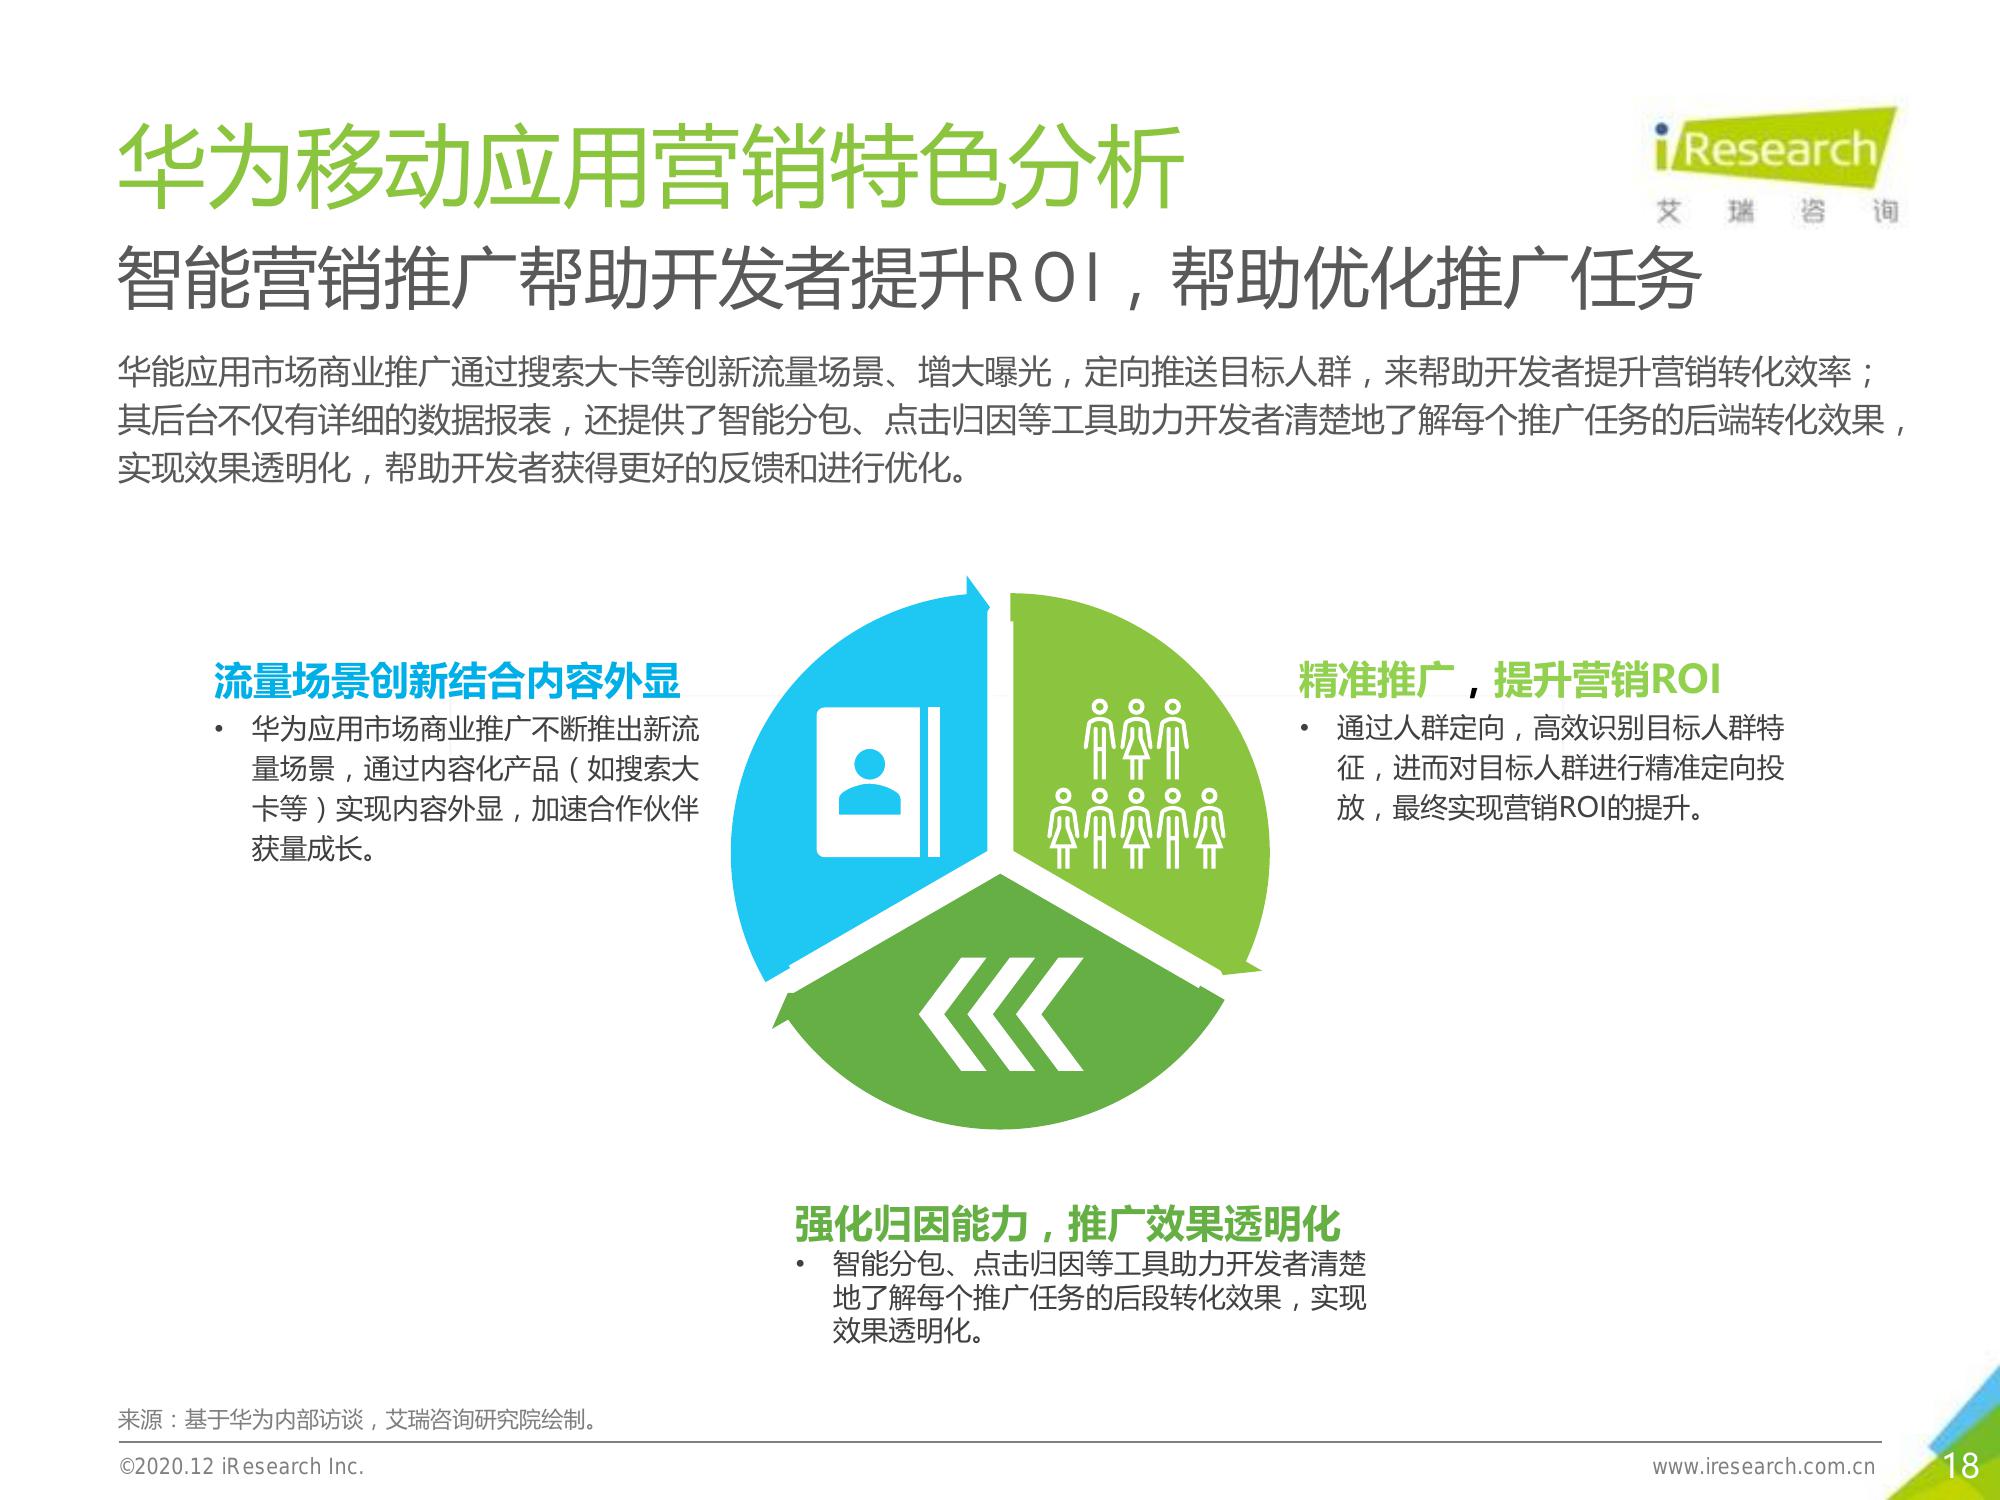 华为移动应用营销特色分析
iResearch
艾 瑞 咨 询
智能营销推广帮助开发者提升ROI，帮助优化推广任务
华能应用市场商业推广通过搜索大卡等创新流量场景、增大曝光，定向推送目标人群，来帮助开发者提升营销转化效率；
其后台不仅有详细的数据报表，还提供了智能分包、点击归因等工具助力开发者清楚地了解每个推广任务的后端转化效果，
实现效果透明化，帮助开发者获得更好的反馈和进行优化。
流量场景创新结合内容外显
• 华为应用市场商业推广不断推出新流
量场景，通过内容化产品（如搜索大
卡等）实现内容外显，加速合作伙伴
获量成长。
精准推广，提升营销ROI
• 通过人群定向，高效识别目标人群特
征，进而对目标人群进行精准定向投
放，最终实现营销ROI的提升。
强化归因能力，推广效果透明化
• 智能分包、点击归因等工具助力开发者清楚
地了解每个推广任务的后段转化效果，实现
效果透明化。
来源：基于华为内部访谈，艾瑞咨询研究院绘制。
©2020.12 iResearch Inc.
www.iresearch.com.cn
18